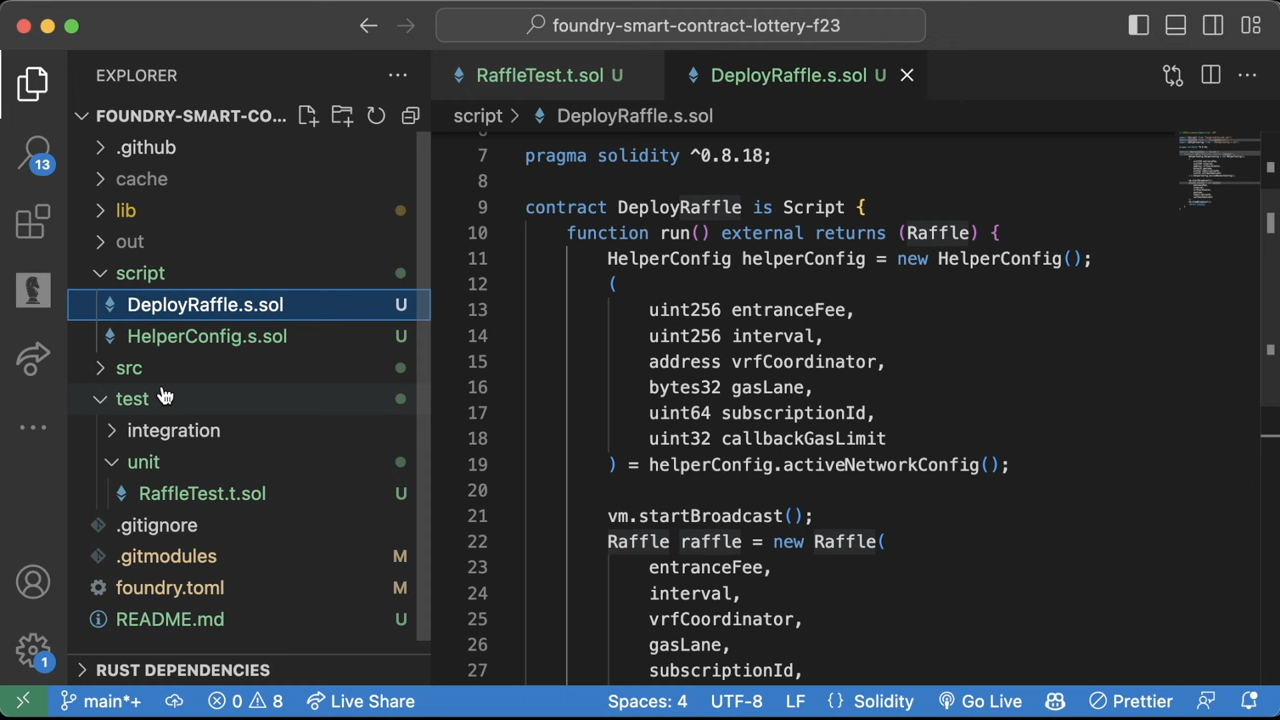 foundry-smart-contract-lottery-f23
EXPLORER
FOUNDRY-SMART-CO...
.github
cache
lib
out
script
DeployRaffle.s.sol U
HelperConfig.s.sol U
src
test
integration
unit
RaffleTest.t.sol U
.gitignore
.gitmodules M
foundry.toml M
README.md U
RUST DEPENDENCIES
13
1
RaffleTest.t.sol U
DeployRaffle.s.sol U
script > DeployRaffle.s.sol
7 pragma solidity ^0.8.18;
8
9 contract DeployRaffle is Script {
10 function run() external returns (Raffle) {
11 HelperConfig helperConfig = new HelperConfig();
12 (
13 uint256 entranceFee,
14 uint256 interval,
15 address vrfCoordinator,
16 bytes32 gasLane,
17 uint64 subscriptionId,
18 uint32 callbackGasLimit
19 ) = helperConfig.activeNetworkConfig();
20
21 vm.startBroadcast();
22 Raffle raffle = new Raffle(
23 entranceFee,
24 interval,
25 vrfCoordinator,
26 gasLane,
27 subscriptionId,
main*+ 0 8 Live Share Spaces: 4 UTF-8 LF {} Solidity Go Live Prettier